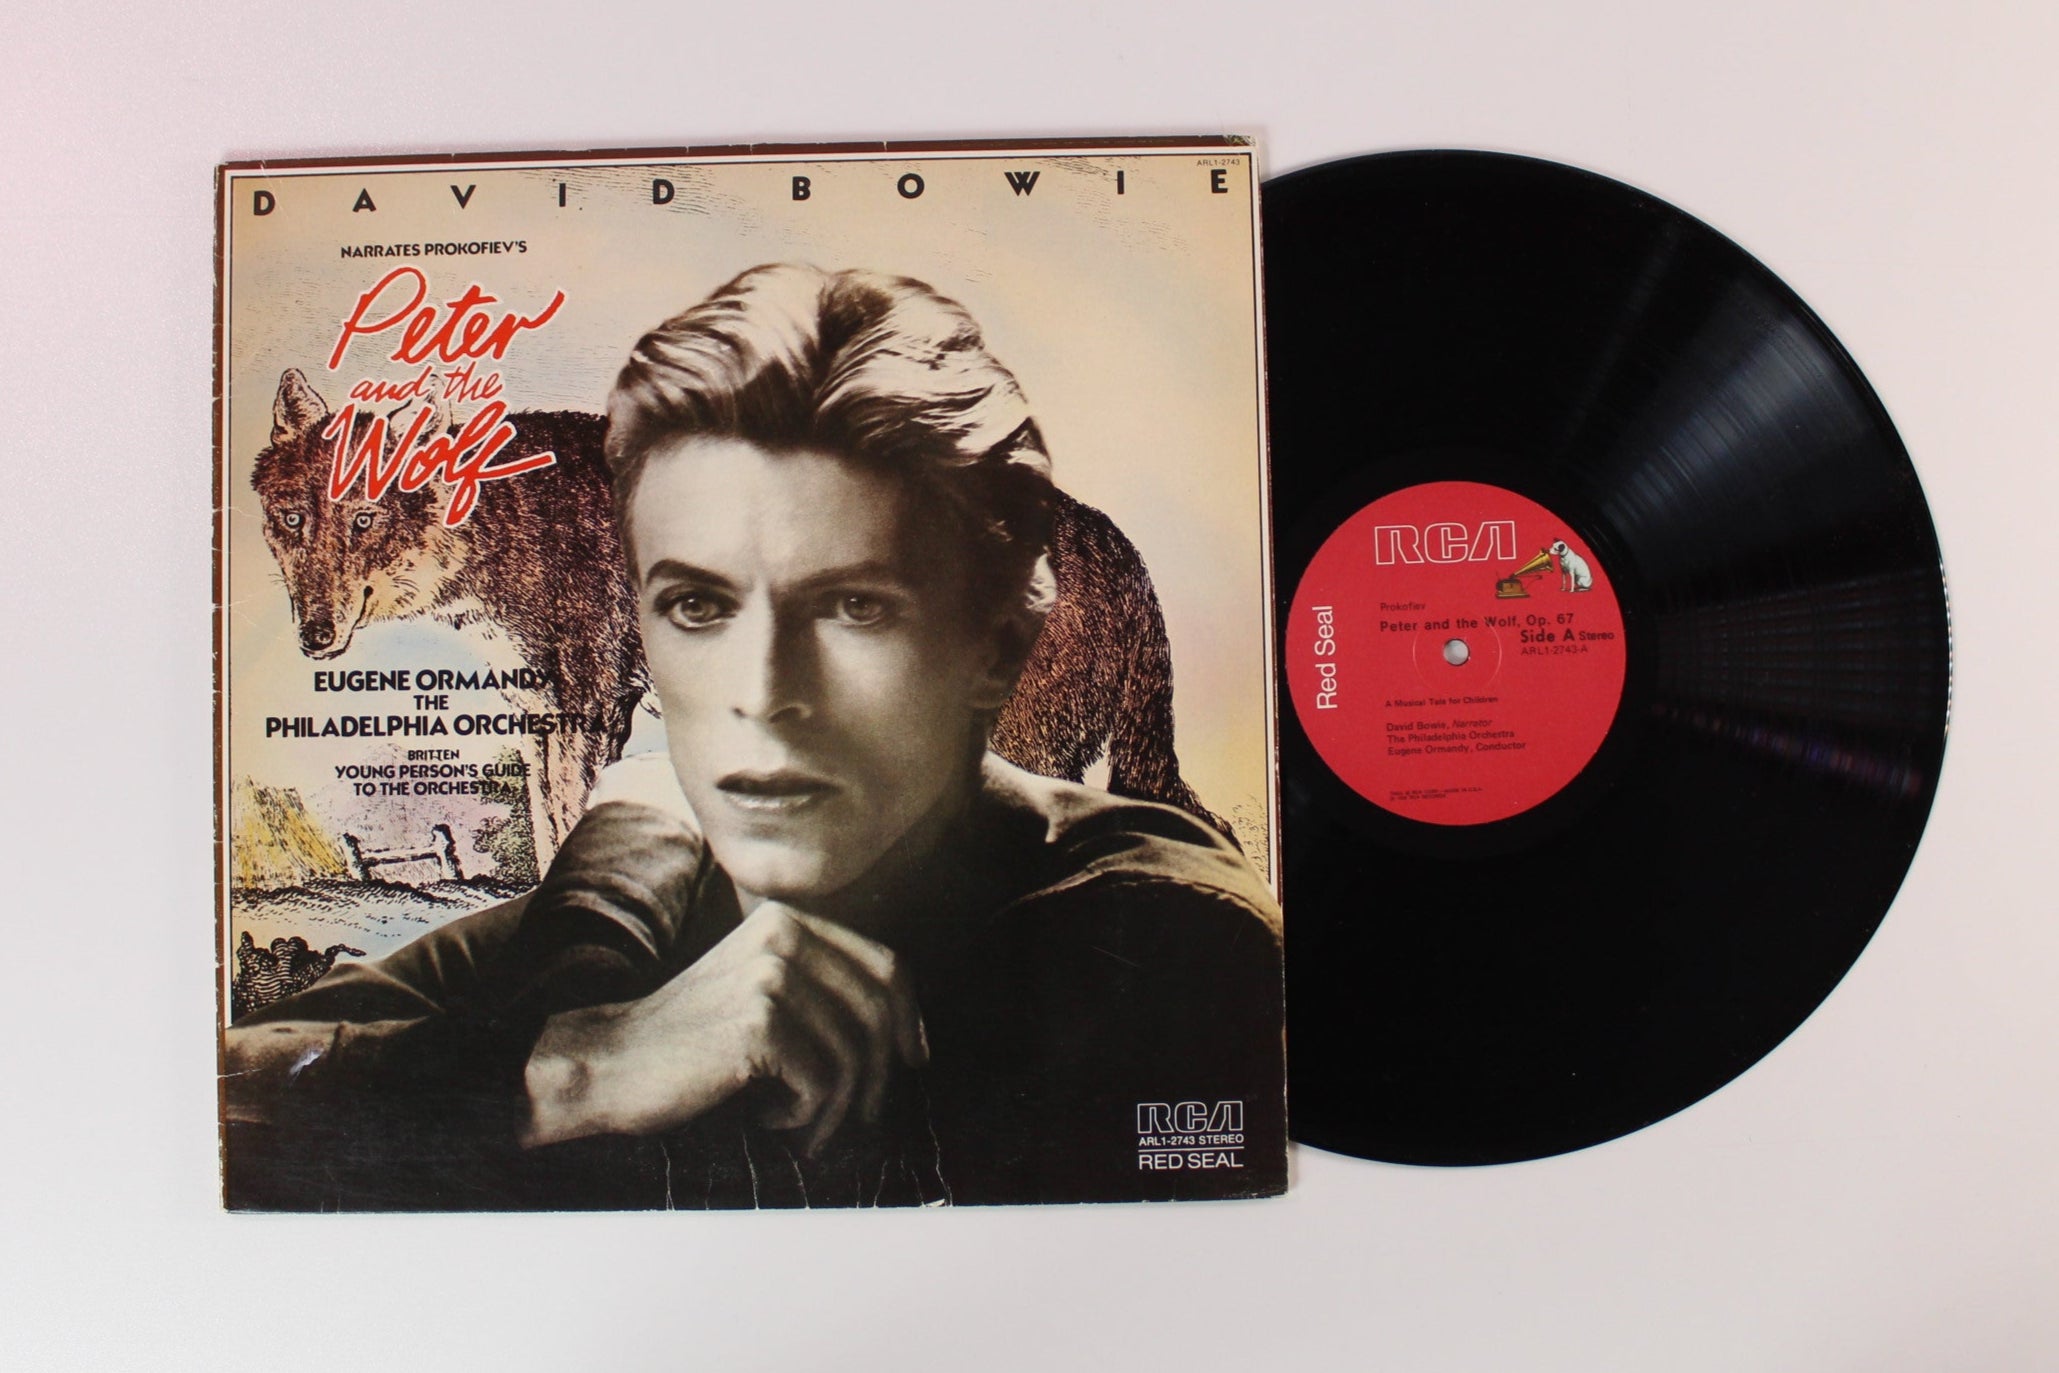 ARL1-2743
DAVID BOWIE
NARRATES PROKOFIEV'S
Peter
and the
Wolf
EUGENE ORMANDY
THE
PHILADELPHIA ORCHESTRA
BRITTEN
YOUNG PERSON'S GUIDE
TO THE ORCHESTRA
RCA
ARL1-2743 STEREO
RED SEAL
RCA
Red Seal
Prokofiev
Peter and the Wolf, Op. 67
Side A Stereo
ARL1-2743-A
A Musical Tale for Children
David Bowie, Narrator
The Philadelphia Orchestra
Eugene Ormandy, Conductor